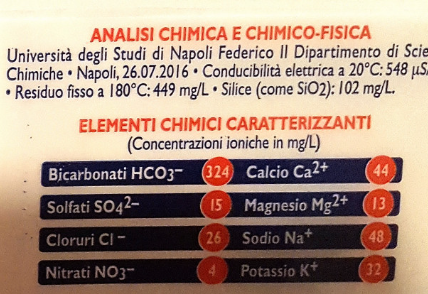 ANALISI CHIMICA E CHIMICO-FISICA
Università degli Studi di Napoli Federico II Dipartimento di Scie
Chimiche • Napoli, 26.07.2016 • Conducibilità elettrica a 20°C: 548 µS/
• Residuo fisso a 180°C: 449 mg/L • Silice (come SiO2): 102 mg/L.
ELEMENTI CHIMICI CARATTERIZZANTI
(Concentrazioni ioniche in mg/L)
Bicarbonati HCO3− 324 Calcio Ca2+ 44
Solfati SO42− 15 Magnesio Mg2+ 13
Cloruri Cl− 26 Sodio Na+ 48
Nitrati NO3− 4 Potassio K+ 32